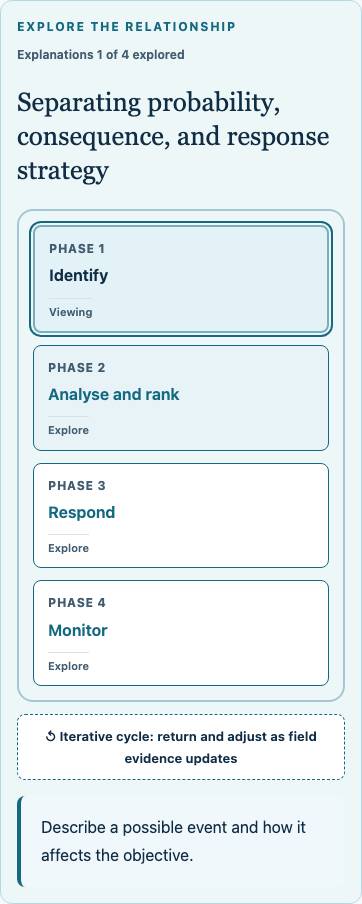 EXPLORE THE RELATIONSHIP
Explanations 1 of 4 explored
Separating probability,
consequence, and response
strategy
PHASE 1
Identify
Viewing
PHASE 2
Analyse and rank
Explore
PHASE 3
Respond
Explore
PHASE 4
Monitor
Explore
↺ Iterative cycle: return and adjust as field
evidence updates
Describe a possible event and how it
affects the objective.